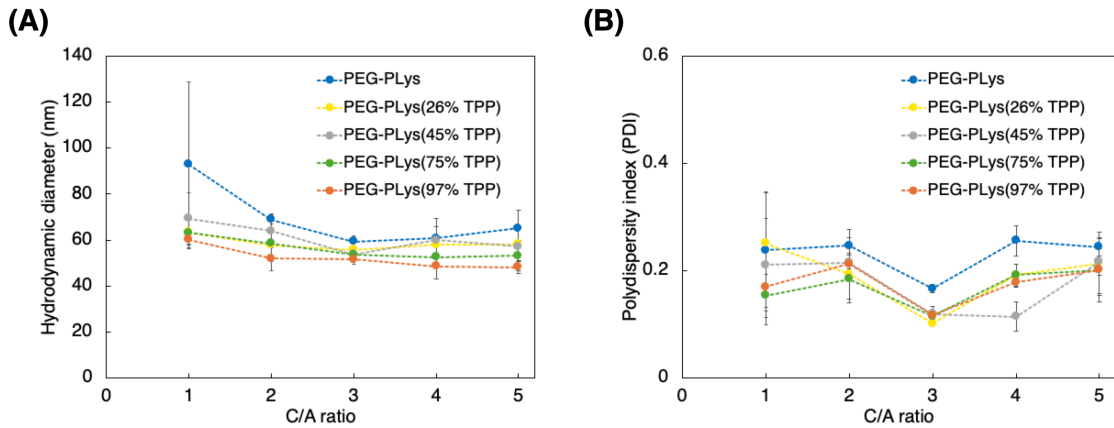 (A)
140
120
100
80
60
40
20
0
Hydrodynamic diameter (nm)
PEG-PLys
PEG-PLys(26% TPP)
PEG-PLys(45% TPP)
PEG-PLys(75% TPP)
PEG-PLys(97% TPP)
0 1 2 3 4 5
C/A ratio
(B)
0.6
0.4
0.2
0
Polydispersity index (PDI)
PEG-PLys
PEG-PLys(26% TPP)
PEG-PLys(45% TPP)
PEG-PLys(75% TPP)
PEG-PLys(97% TPP)
0 1 2 3 4 5
C/A ratio